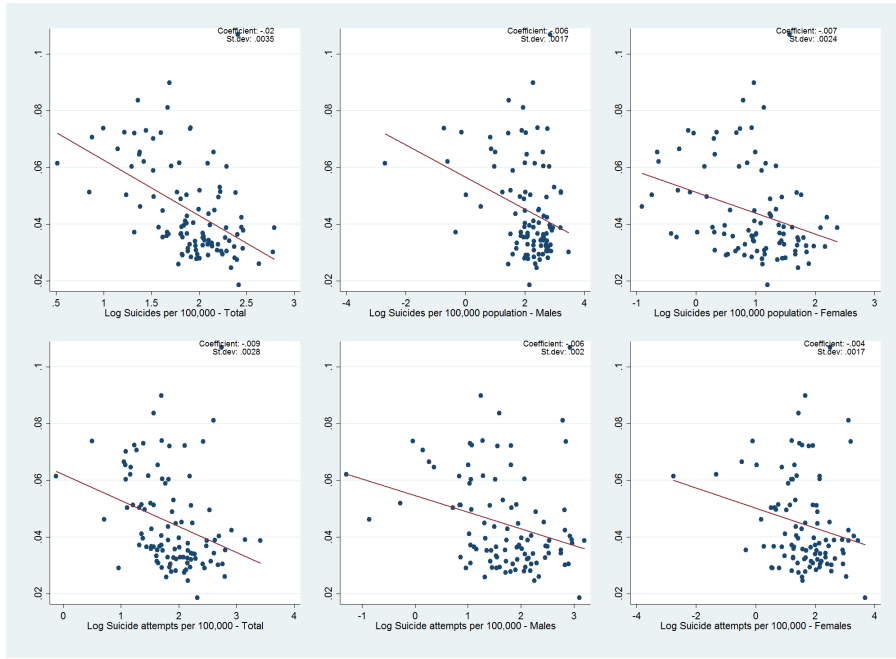 Coefficient: -.02
St.dev: .0035
.02 .04 .06 .08 .1
.5 1 1.5 2 2.5 3
Log Suicides per 100,000 - Total
Coefficient: -.006
St.dev: .0017
.02 .04 .06 .08 .1
-4 -2 0 2 4
Log Suicides per 100,000 population - Males
Coefficient: -.007
St.dev: .0024
.02 .04 .06 .08 .1
-1 0 1 2 3
Log Suicides per 100,000 population - Females
Coefficient: -.009
St.dev: .0028
.02 .04 .06 .08 .1
0 1 2 3 4
Log Suicide attempts per 100,000 - Total
Coefficient: -.006
St.dev: .002
.02 .04 .06 .08 .1
-1 0 1 2 3
Log Suicide attempts per 100,000 - Males
Coefficient: -.004
St.dev: .0017
.02 .04 .06 .08 .1
-4 -2 0 2 4
Log Suicide attempts per 100,000 - Females